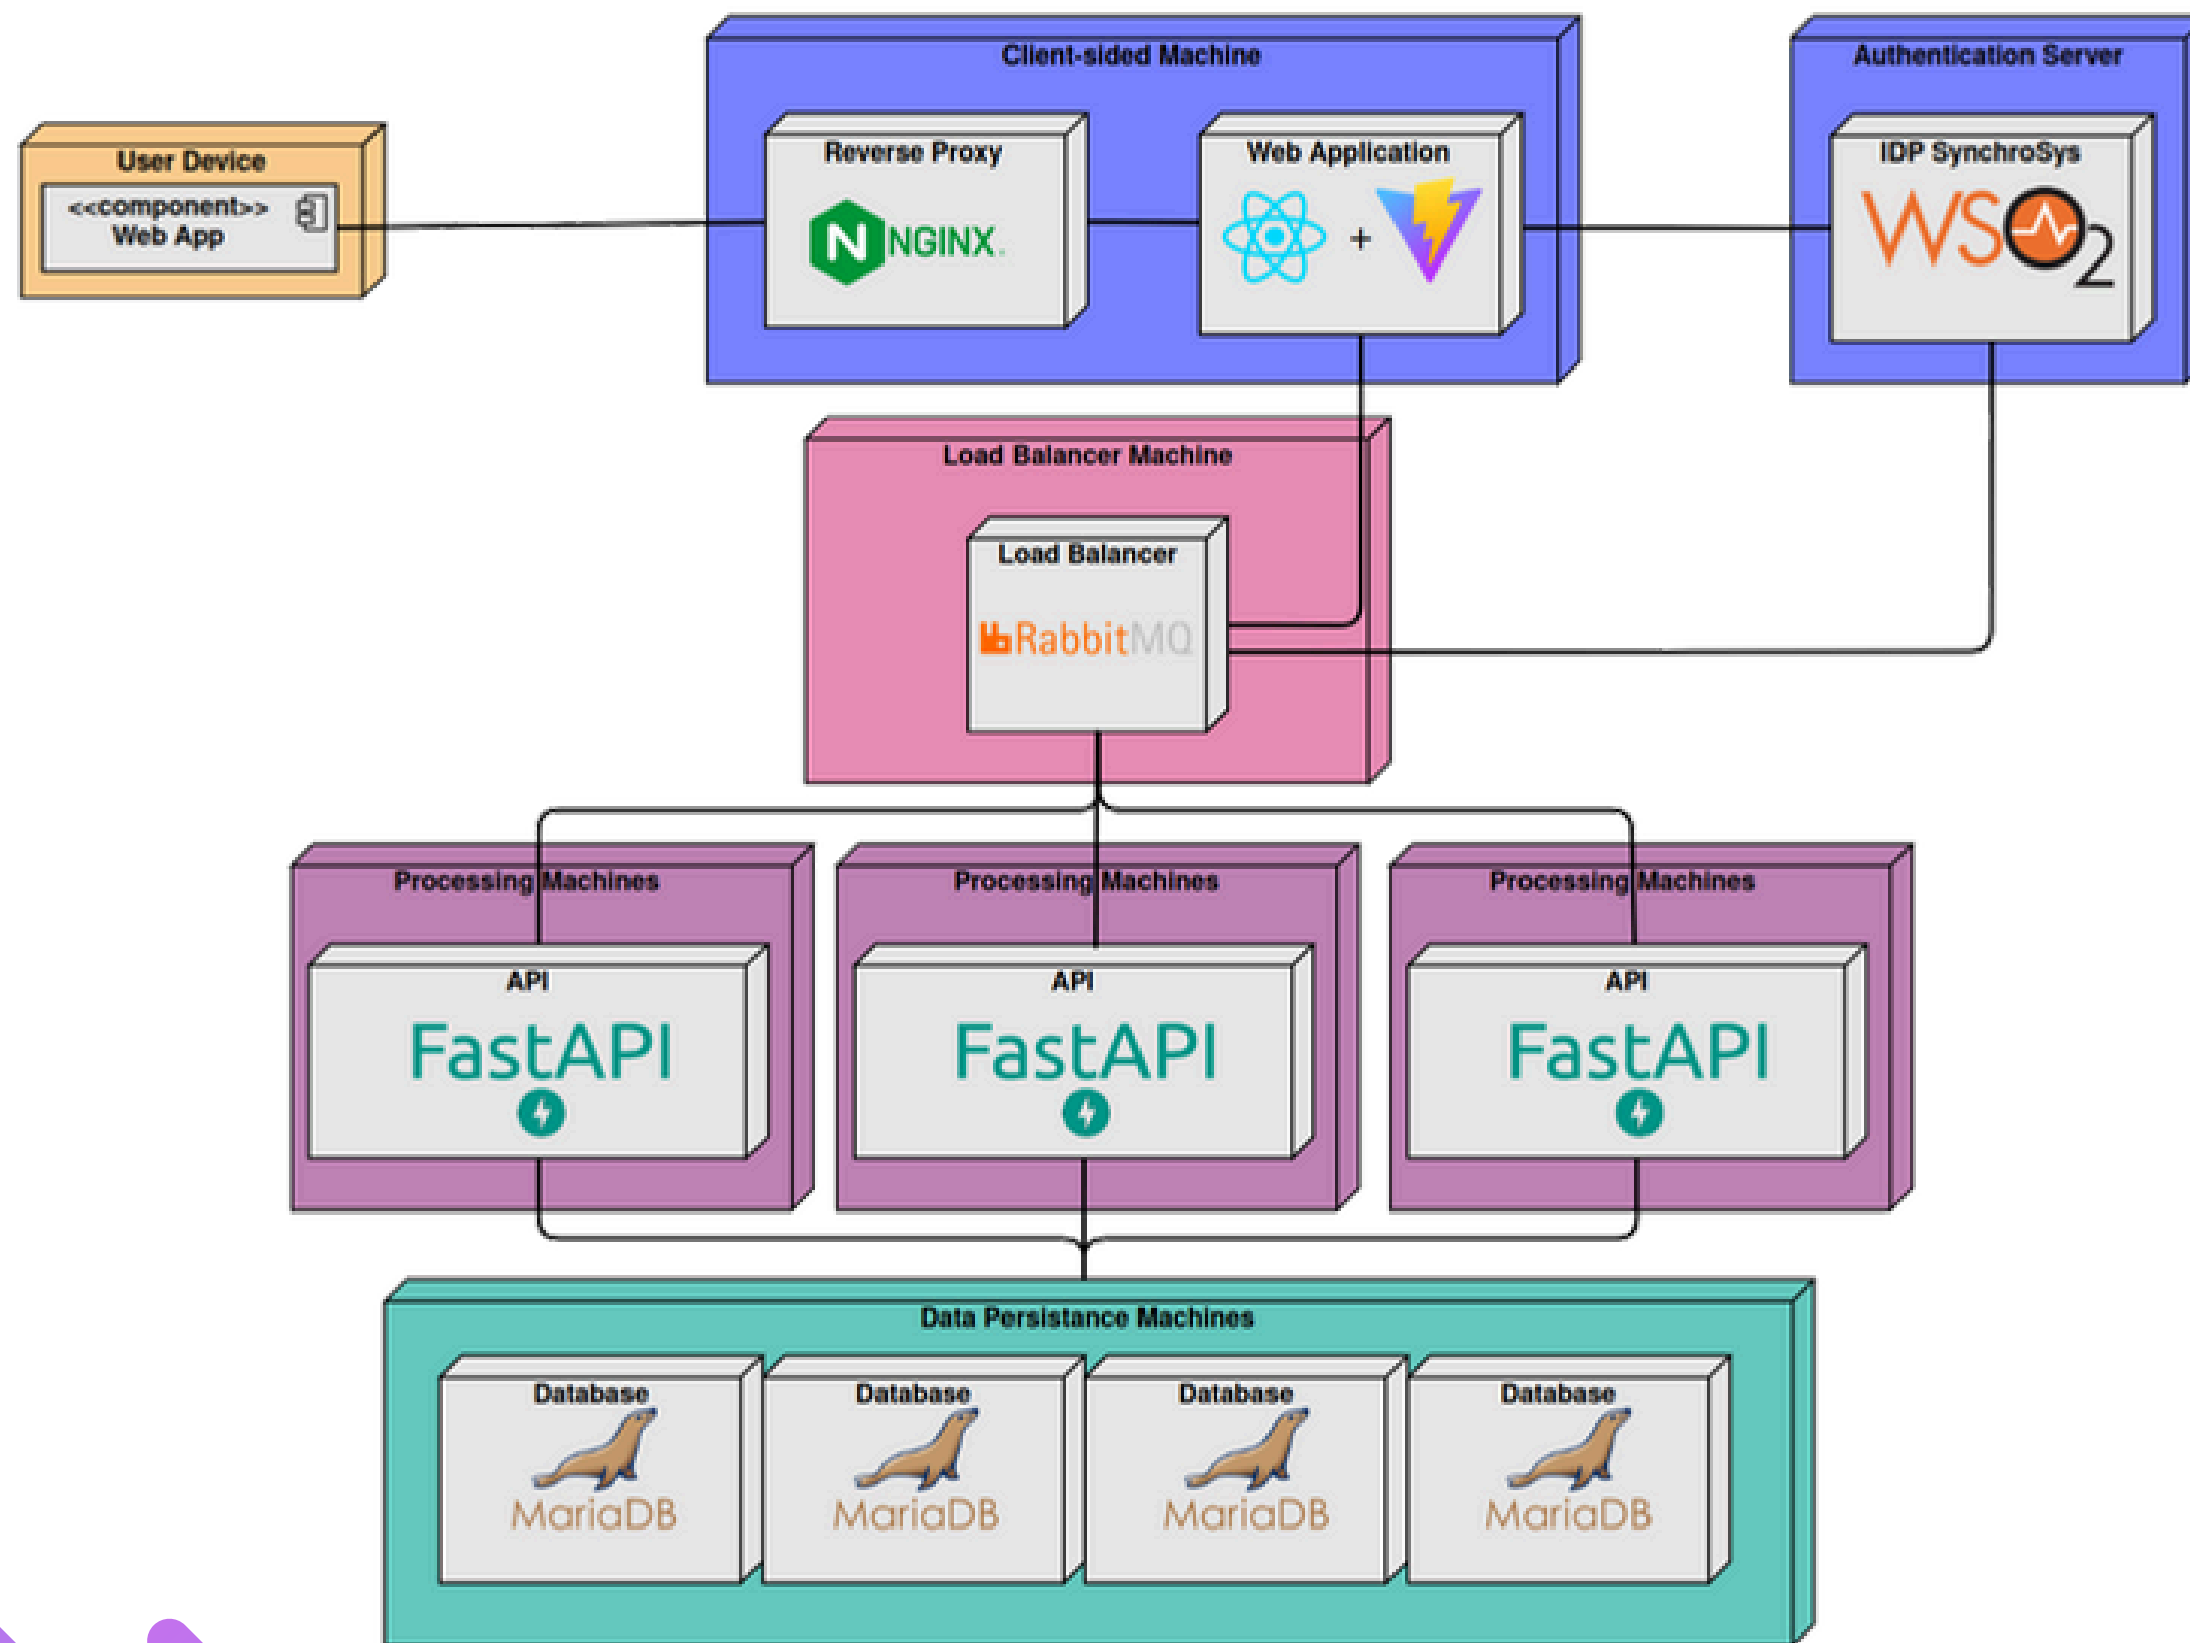 Client-sided Machine
Authentication Server
User Device
<<component>>
Web App
Reverse Proxy
NGINX.
Web Application
+
IDP SynchroSys
WSO2
Load Balancer Machine
Load Balancer
RabbitMQ
Processing Machines
Processing Machines
Processing Machines
API
API
API
FastAPI
FastAPI
FastAPI
Data Persistance Machines
Database
Database
Database
Database
MariaDB
MariaDB
MariaDB
MariaDB